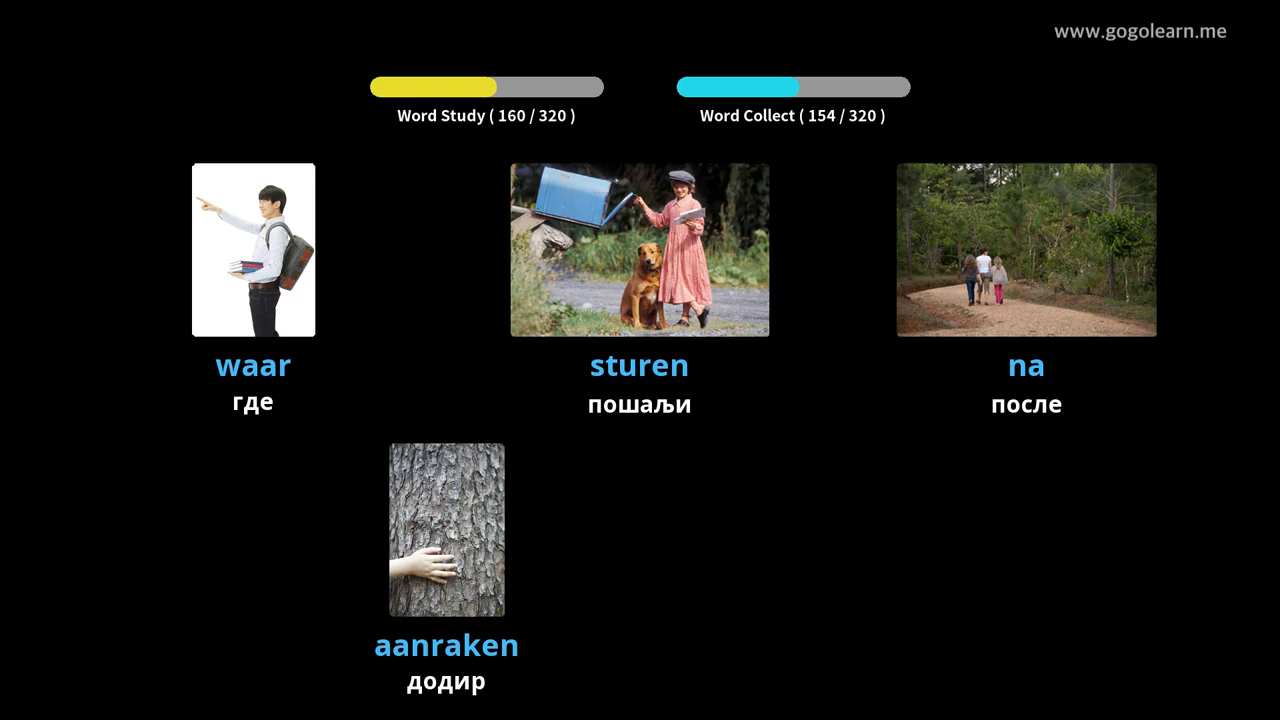 www.gogolearn.me
Word Study ( 160 / 320 )
Word Collect ( 154 / 320 )
waar
где
sturen
пошаљи
na
после
aanraken
додир